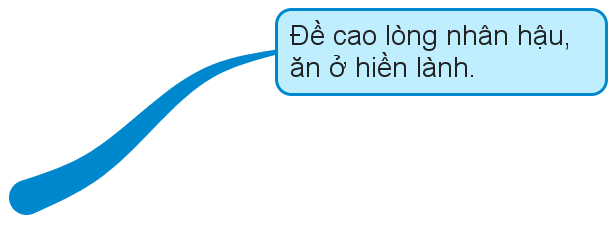 Đề cao lòng nhân hậu,
ăn ở hiền lành.